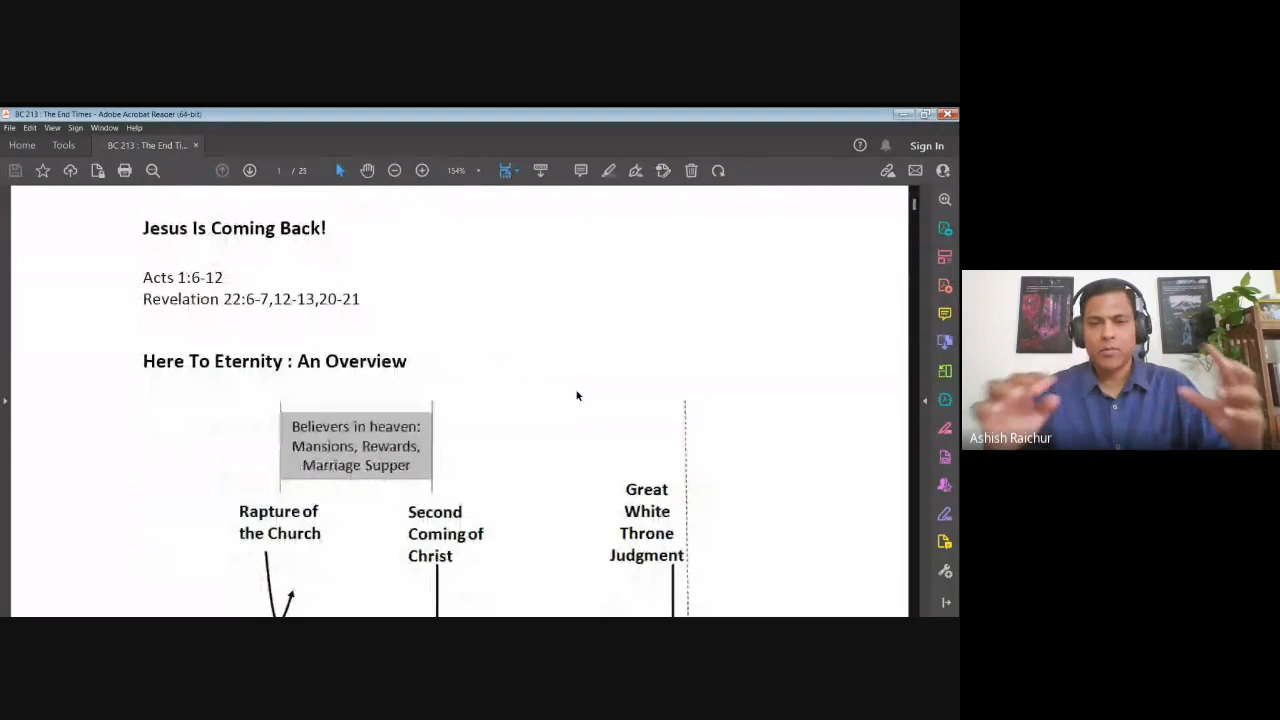 BC 213 : The End Times - Adobe Acrobat Reader (64-bit)
File Edit View Sign Window Help
Home Tools BC 213 : The End Ti... × Sign In
1 / 25 154%
Jesus Is Coming Back!
Acts 1:6-12
Revelation 22:6-7,12-13,20-21
Here To Eternity : An Overview
Believers in heaven:
Mansions, Rewards,
Marriage Supper
Rapture of
the Church
Second
Coming of
Christ
Great
White
Throne
Judgment
Ashish Raichur